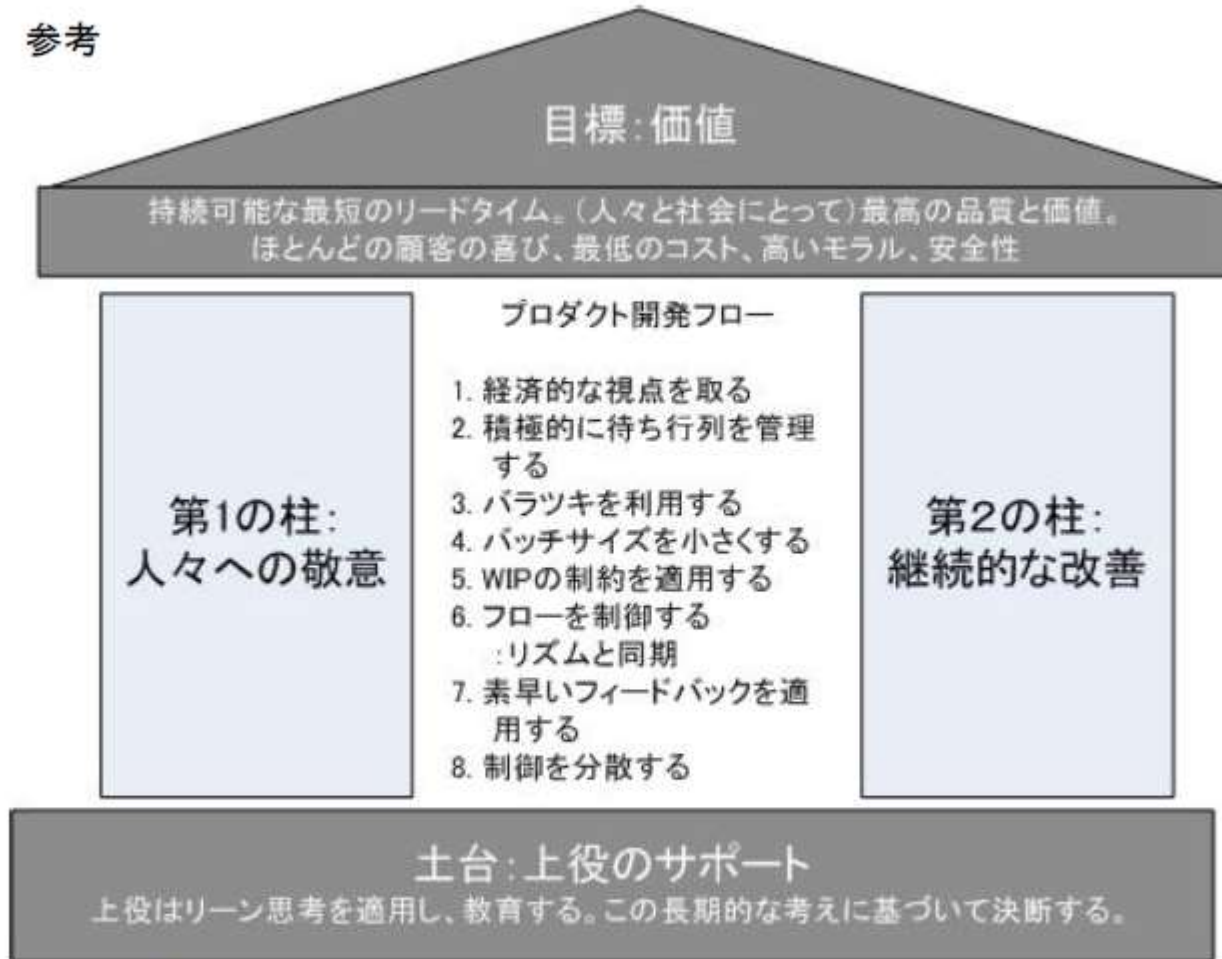 参考
目標:価値
持続可能な最短のリードタイム。(人々と社会にとって)最高の品質と価値。
ほとんどの顧客の喜び、最低のコスト、高いモラル、安全性
第1の柱:
人々への敬意
プロダクト開発フロー
1. 経済的な視点を取る
2. 積極的に待ち行列を管理
する
3. バラツキを利用する
4. バッチサイズを小さくする
5. WIPの制約を適用する
6. フローを制御する
:リズムと同期
7. 素早いフィードバックを適
用する
8. 制御を分散する
第2の柱:
継続的な改善
土台:上役のサポート
上役はリーン思考を適用し、教育する。この長期的な考えに基づいて決断する。